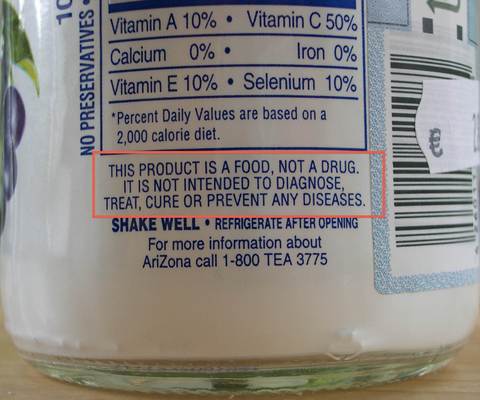 Vitamin A 10% • Vitamin C 50%
Calcium 0% • Iron 0%
Vitamin E 10% • Selenium 10%
*Percent Daily Values are based on a
2,000 calorie diet.
NO PRESERVATIVES •
THIS PRODUCT IS A FOOD, NOT A DRUG.
IT IS NOT INTENDED TO DIAGNOSE,
TREAT, CURE OR PREVENT ANY DISEASES.
SHAKE WELL • REFRIGERATE AFTER OPENING
For more information about
AriZona call 1-800 TEA 3775